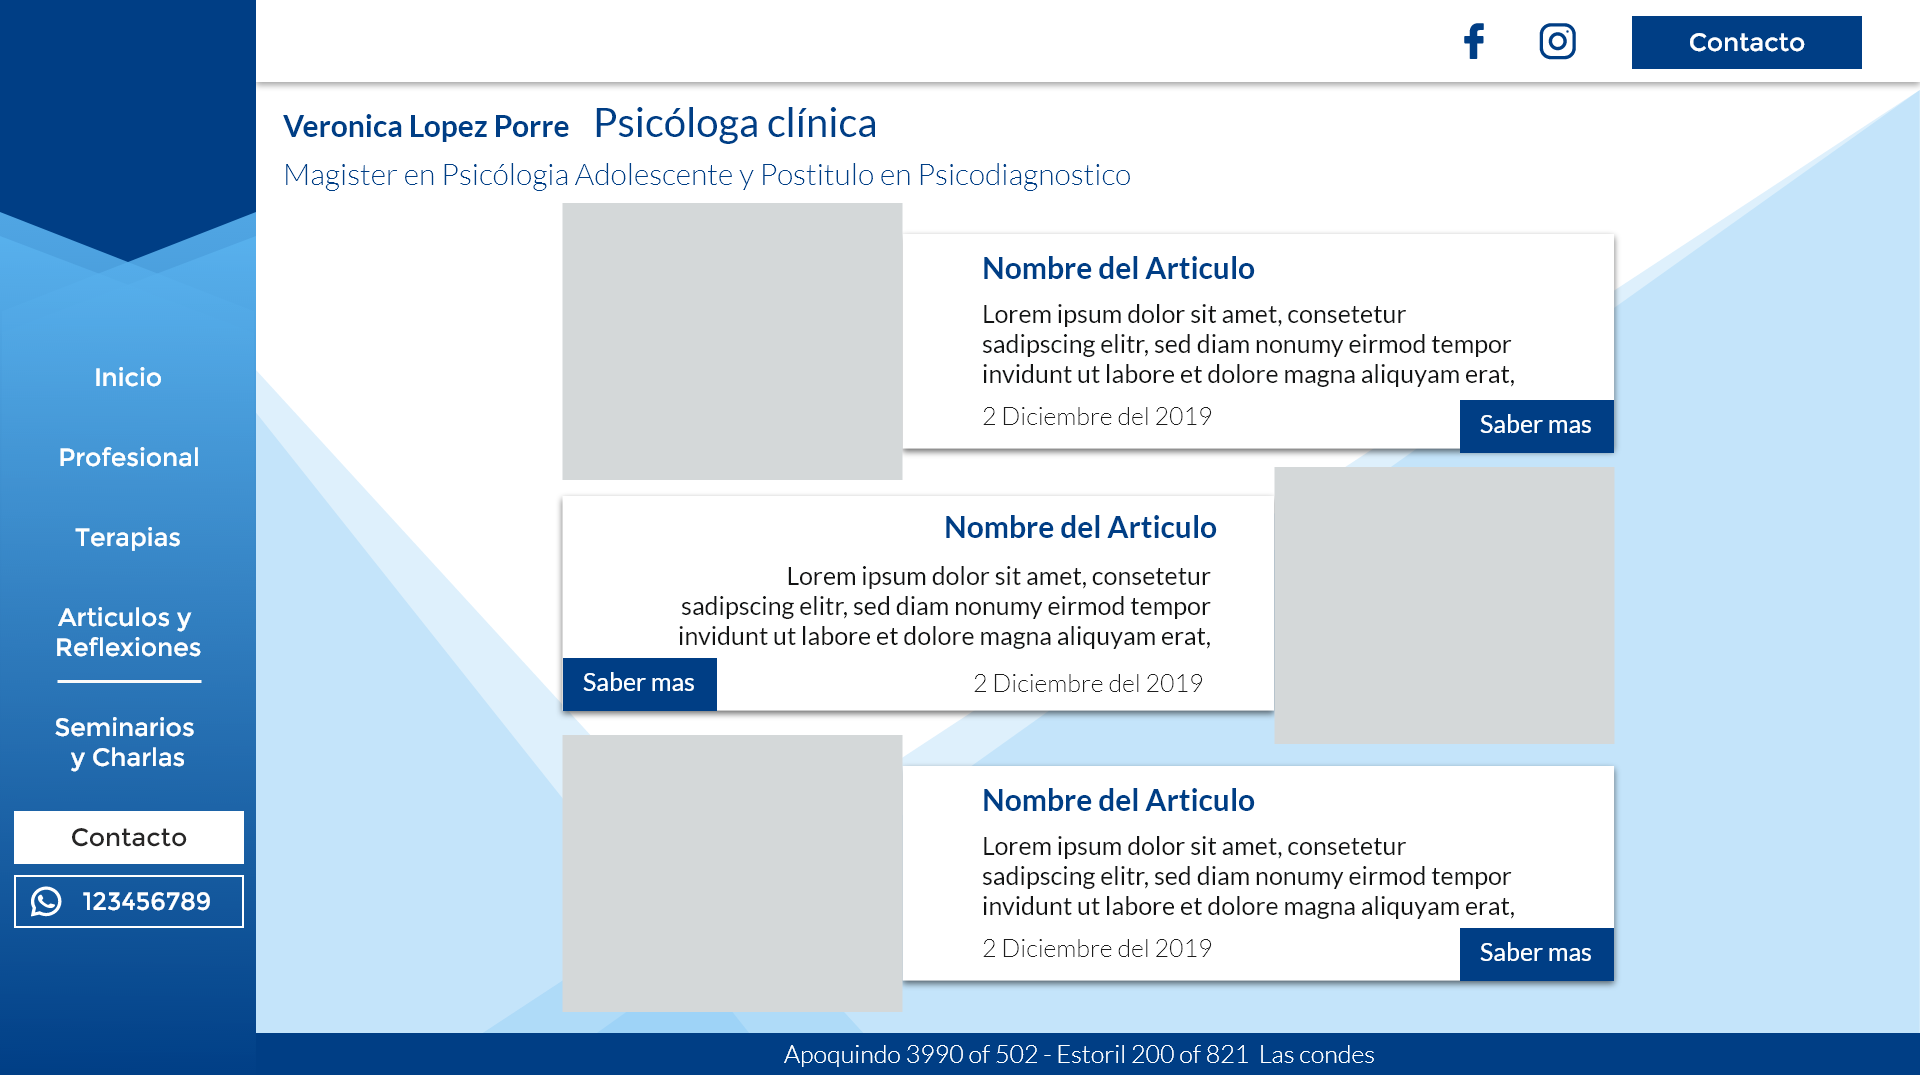 Contacto
Veronica Lopez Porre Psicóloga clínica
Magister en Psicólogia Adolescente y Postitulo en Psicodiagnostico
Inicio
Profesional
Terapias
Articulos y
Reflexiones
Seminarios
y Charlas
Contacto
123456789
Nombre del Articulo
Lorem ipsum dolor sit amet, consetetur
sadipscing elitr, sed diam nonumy eirmod tempor
invidunt ut labore et dolore magna aliquyam erat,
2 Diciembre del 2019
Saber mas
Nombre del Articulo
Lorem ipsum dolor sit amet, consetetur
sadipscing elitr, sed diam nonumy eirmod tempor
invidunt ut labore et dolore magna aliquyam erat,
Saber mas
2 Diciembre del 2019
Nombre del Articulo
Lorem ipsum dolor sit amet, consetetur
sadipscing elitr, sed diam nonumy eirmod tempor
invidunt ut labore et dolore magna aliquyam erat,
2 Diciembre del 2019
Saber mas
Apoquindo 3990 of 502 - Estoril 200 of 821 Las condes